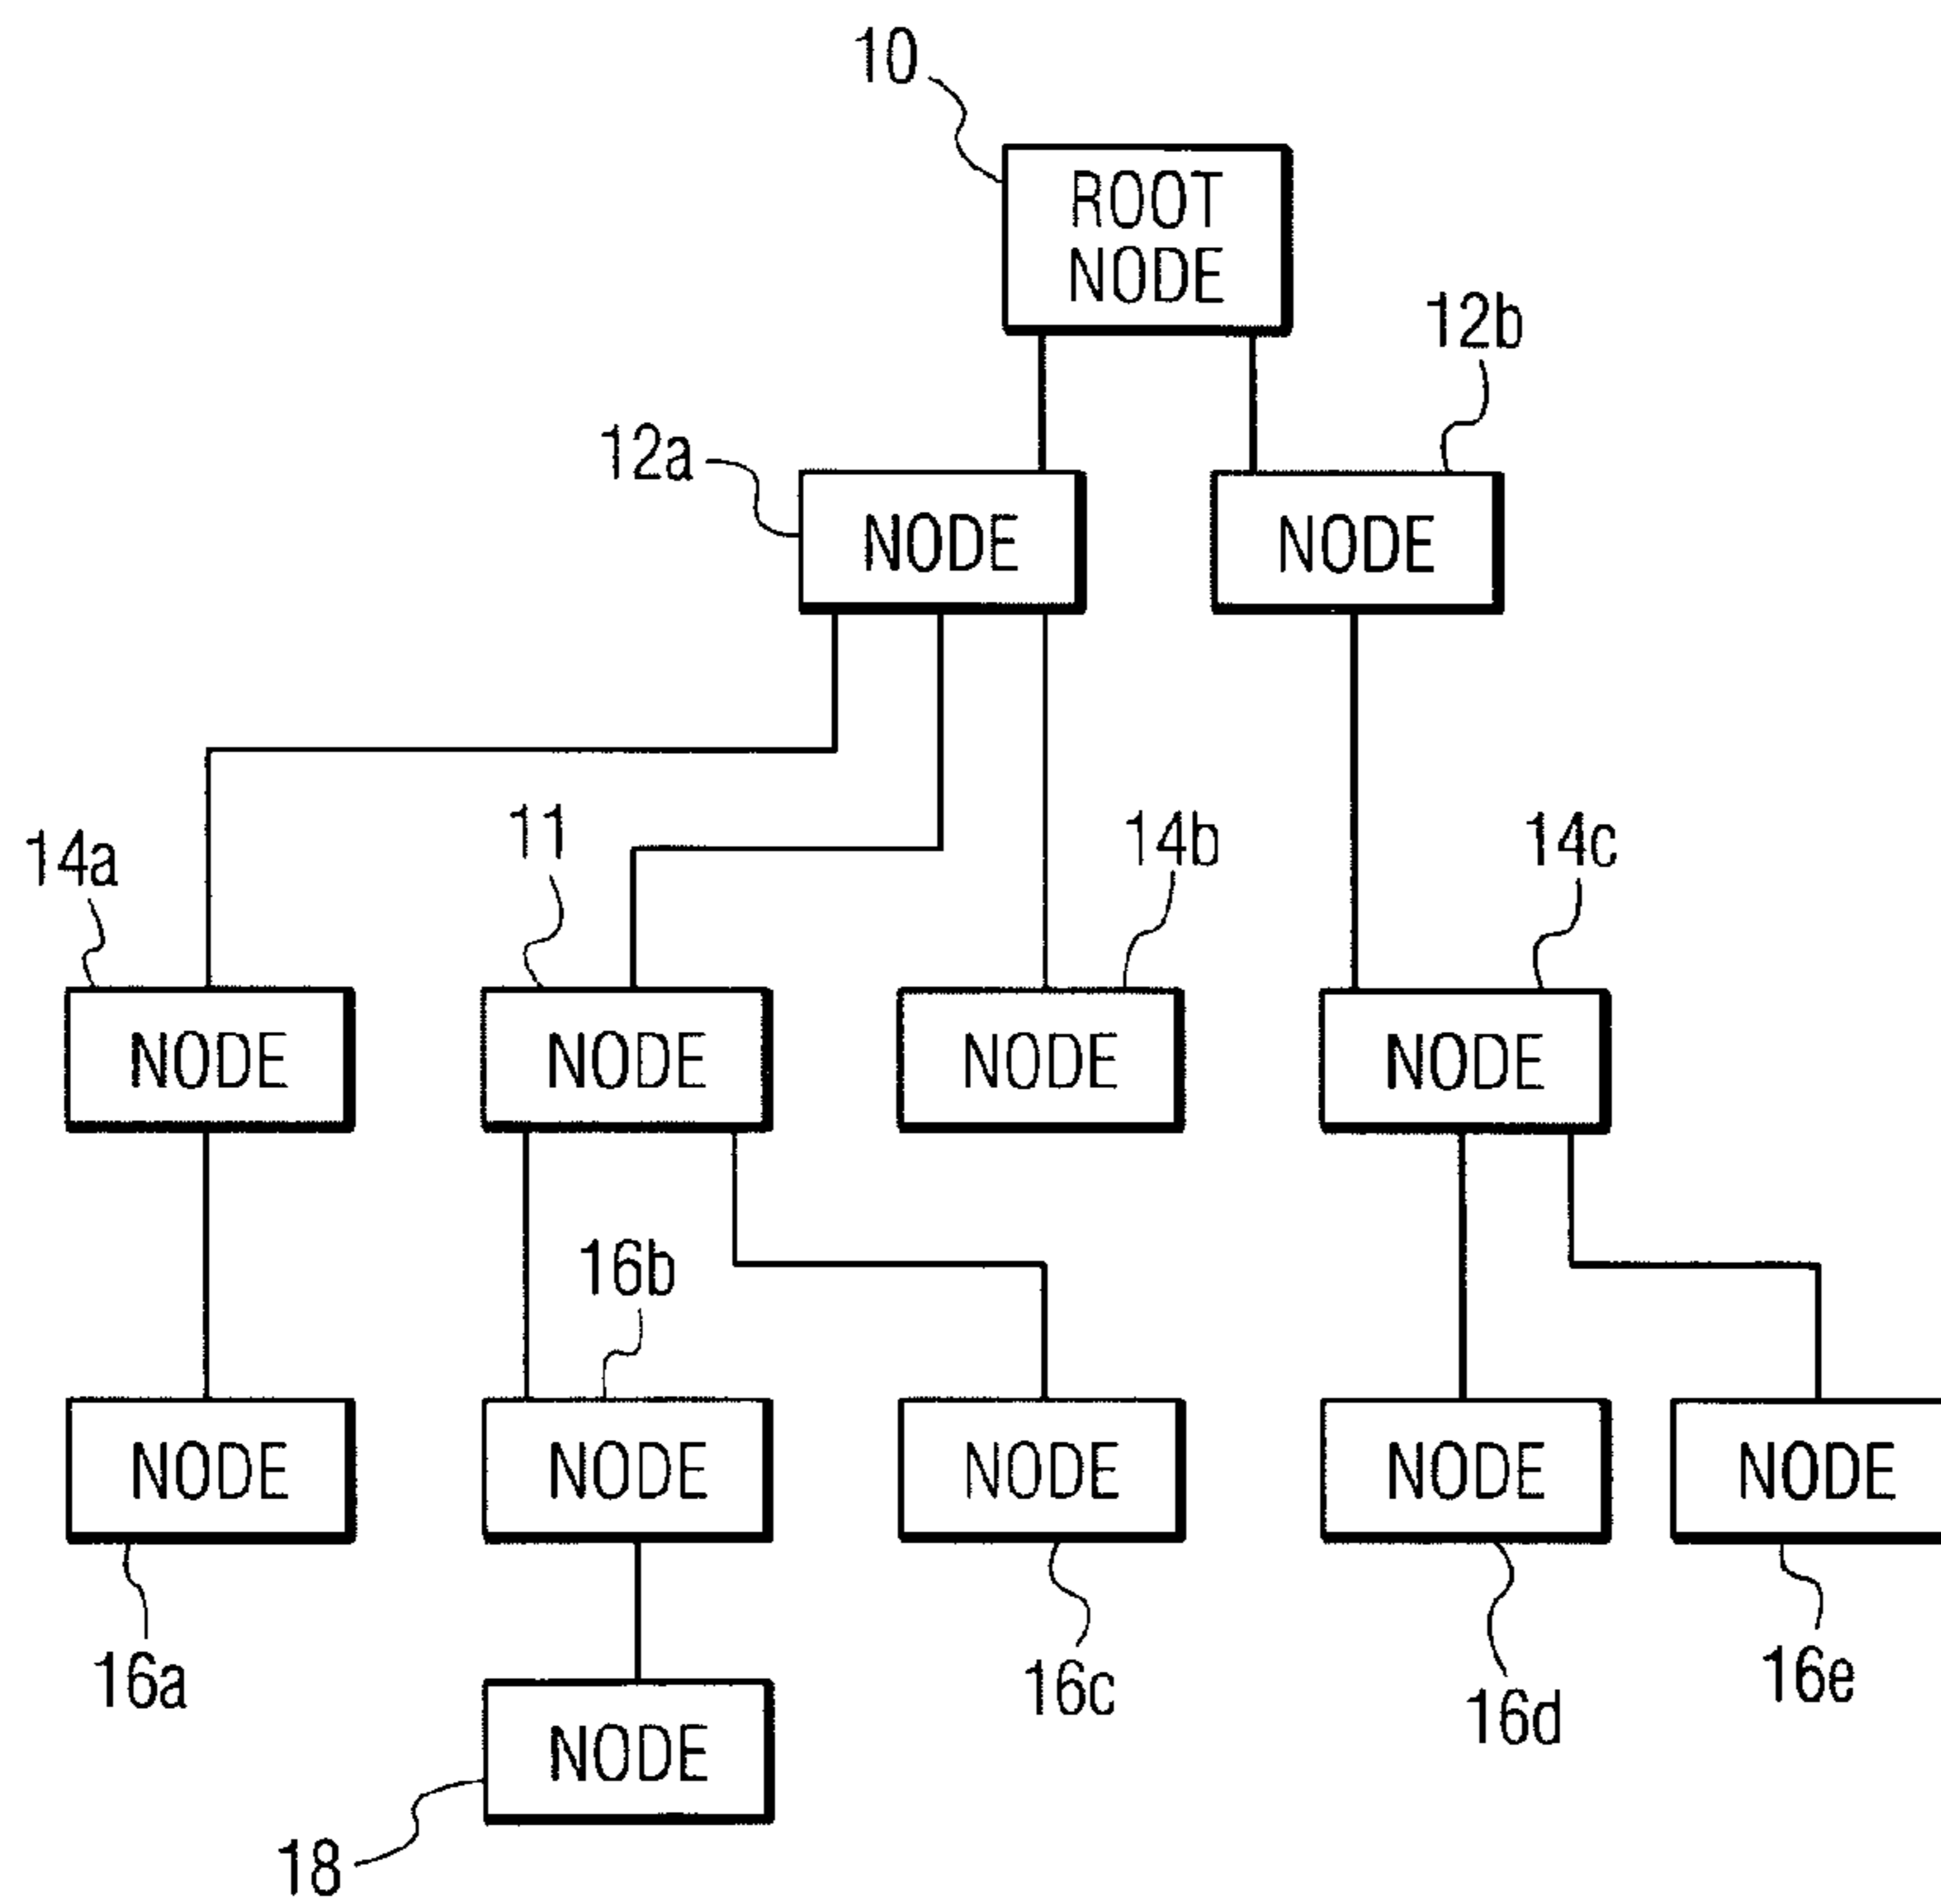 10
ROOT
NODE
12b
12a
NODE
NODE
11
14b
14c
14a
NODE
NODE
NODE
NODE
16b
NODE
NODE
NODE
NODE
NODE
16a
16c
16d
16e
NODE
18